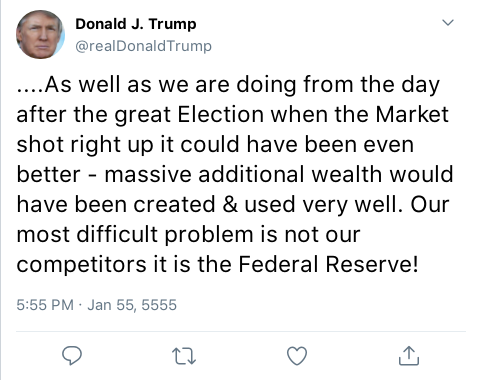 Donald J. Trump
@realDonaldTrump
....As well as we are doing from the day
after the great Election when the Market
shot right up it could have been even
better - massive additional wealth would
have been created & used very well. Our
most difficult problem is not our
competitors it is the Federal Reserve!
5:55 PM · Jan 55, 5555